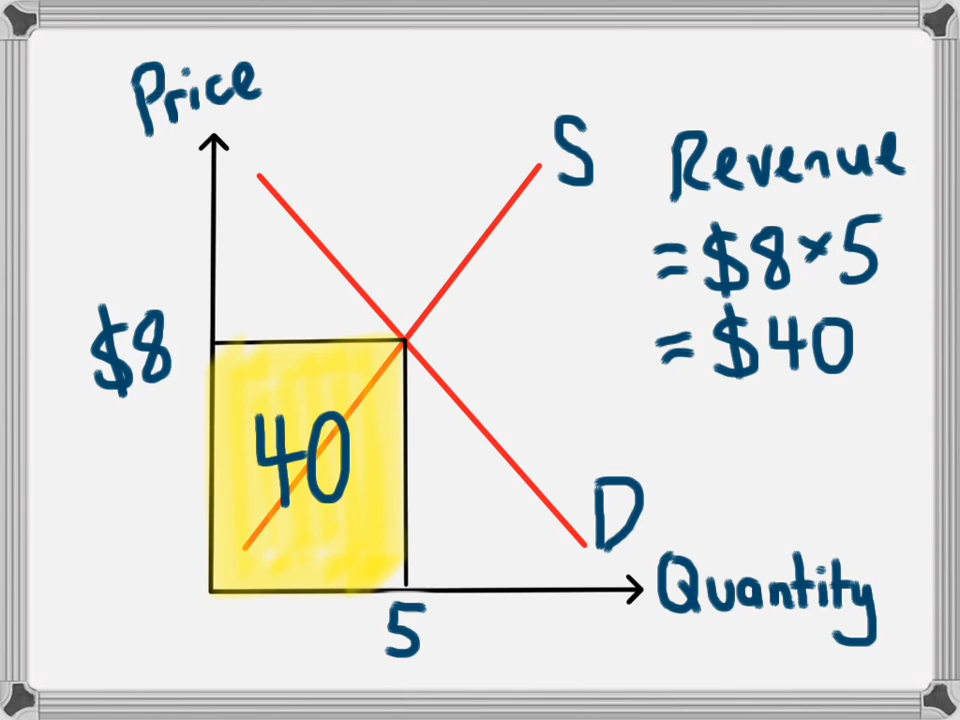 Price
S
Revenue
= $8 × 5
= $40
$8
40
D
Quantity
5